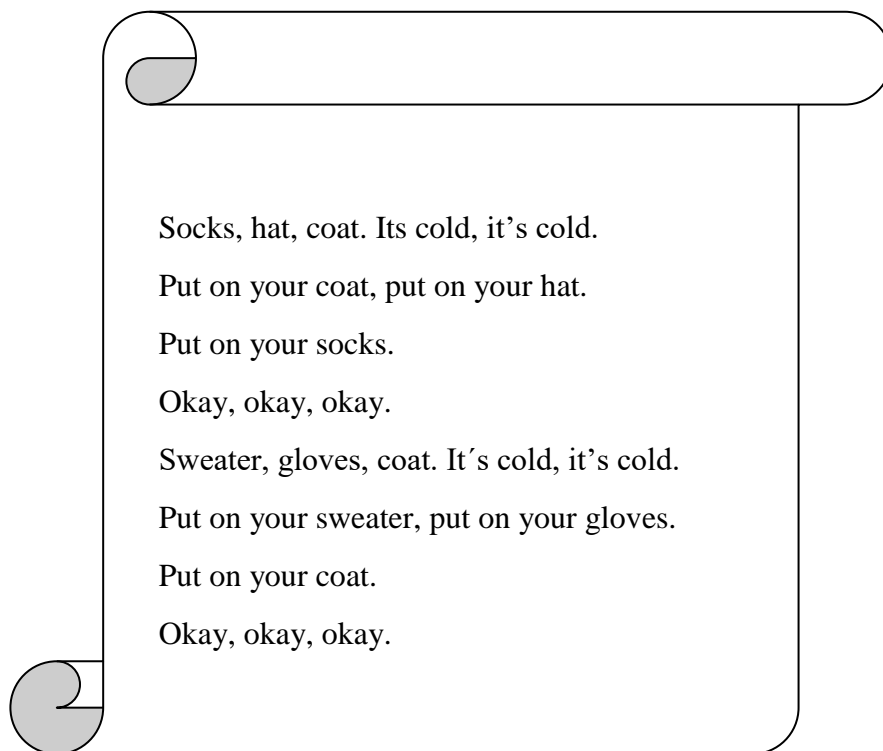 Socks, hat, coat. Its cold, it’s cold.
Put on your coat, put on your hat.
Put on your socks.
Okay, okay, okay.
Sweater, gloves, coat. It´s cold, it’s cold.
Put on your sweater, put on your gloves.
Put on your coat.
Okay, okay, okay.